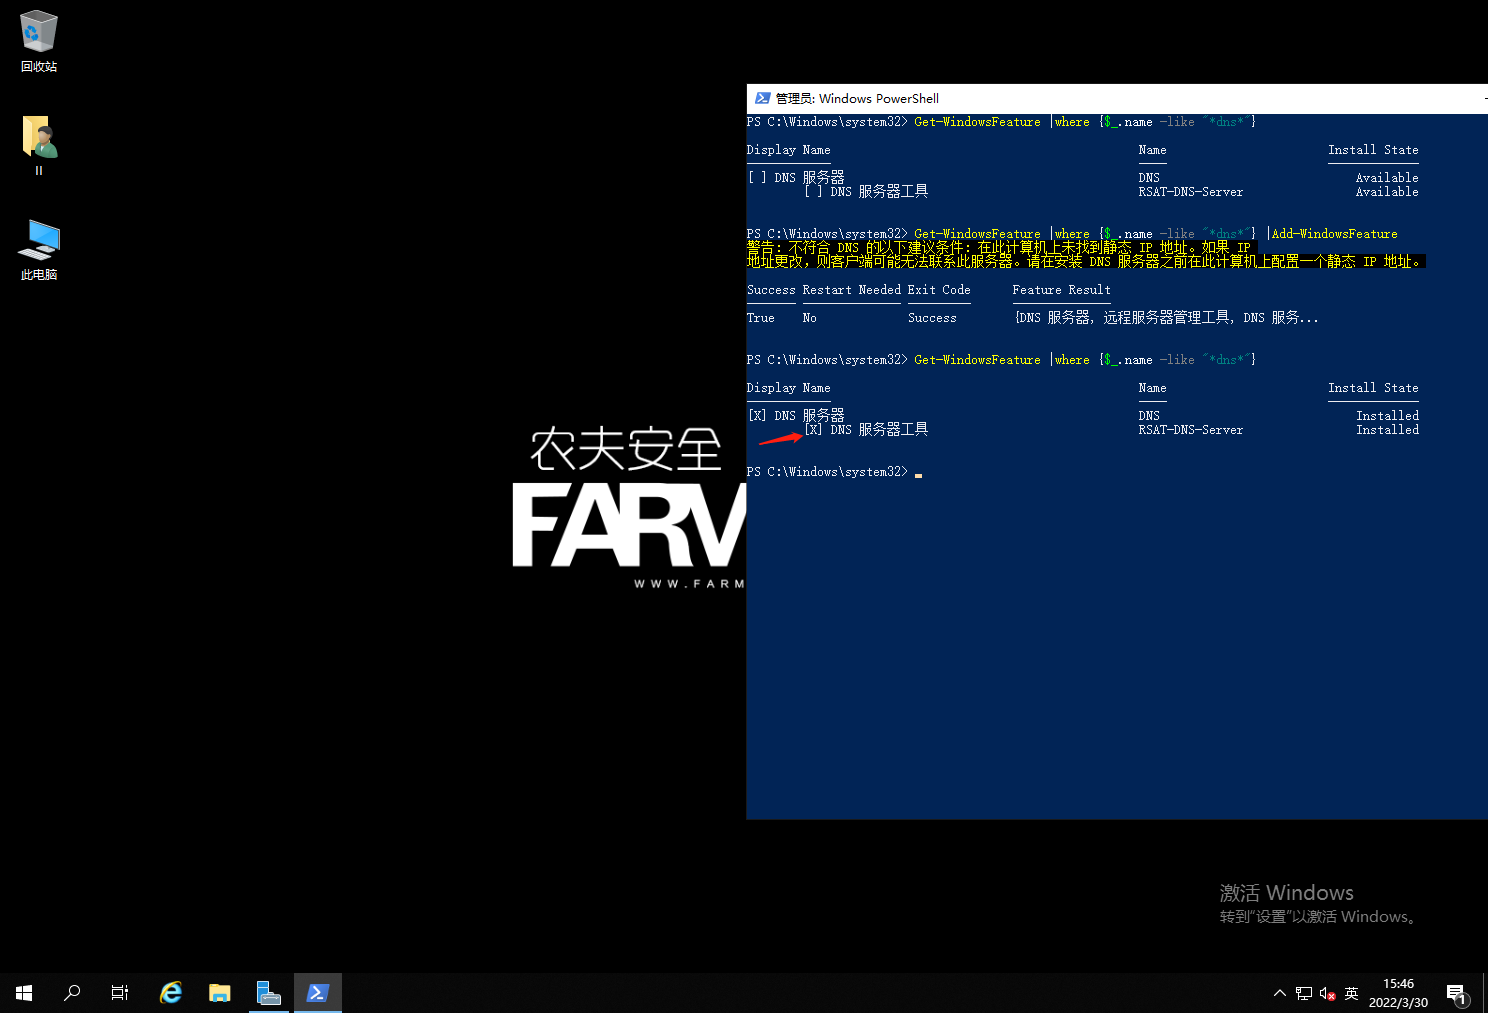 回收站
II
此电脑
管理员: Windows PowerShell
PS C:\Windows\system32> Get-WindowsFeature |where {$_.name -like "*dns*"}
Display Name Name Install State
[ ] DNS 服务器 DNS Available
[ ] DNS 服务器工具 RSAT-DNS-Server Available
PS C:\Windows\system32> Get-WindowsFeature |where {$_.name -like "*dns*"} |Add-WindowsFeature
警告: 不符合 DNS 的以下建议条件: 在此计算机上未找到静态 IP 地址。如果 IP
地址更改，则客户端可能无法联系此服务器。请在安装 DNS 服务器之前在此计算机上配置一个静态 IP 地址。
Success Restart Needed Exit Code Feature Result
True No Success {DNS 服务器, 远程服务器管理工具, DNS 服务...
PS C:\Windows\system32> Get-WindowsFeature |where {$_.name -like "*dns*"}
Display Name Name Install State
[X] DNS 服务器 DNS Installed
[X] DNS 服务器工具 RSAT-DNS-Server Installed
PS C:\Windows\system32>
农夫安全
FARM
WWW.FARM
激活 Windows
转到"设置"以激活 Windows。
英
15:46
2022/3/30
1